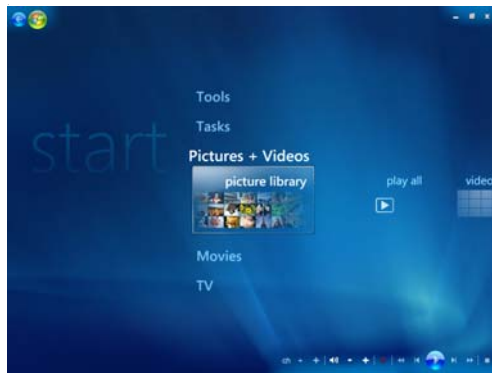 start
Tools
Tasks
Pictures + Videos
picture library
play all
video
Movies
TV
ch - +